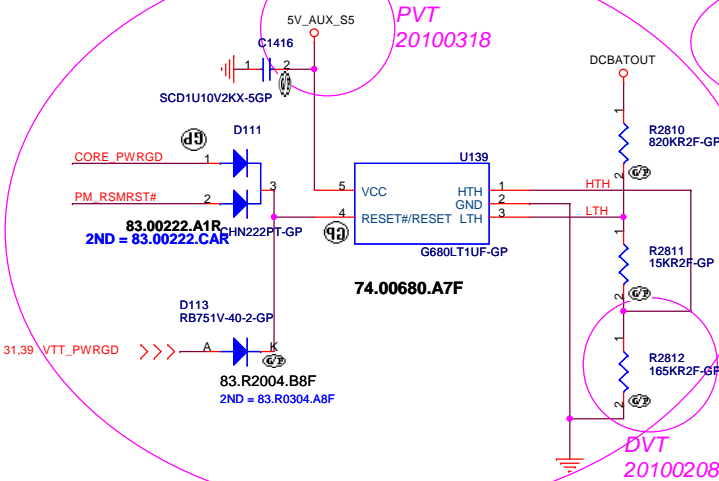 PVT
20100318
5V_AUX_S5
C1416
1
2
SCD1U10V2KX-5GP
DCBATOUT
1
R2810
820KR2F-GP
2
G/P
GP
D111
CORE_PWRGD
1
3
PM_RSMRST#
2
83.00222.A1R
CHN222PT-GP
2ND = 83.00222.CAR
U139
5
VCC
HTH
1
HTH
GND
2
4
RESET#/RESET
LTH
3
LTH
GP
G680LT1UF-GP
74.00680.A7F
1
R2811
15KR2F-GP
2
G/P
D113
RB751V-40-2-GP
31,39
VTT_PWRGD
A
K
G/P
83.R2004.B8F
2ND = 83.R0304.A8F
1
R2812
165KR2F-GP
2
G/P
DVT
20100208